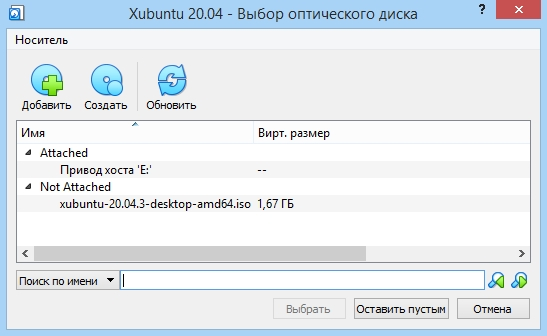 Xubuntu 20.04 - Выбор оптического диска
?
Носитель
Добавить Создать Обновить
Имя Вирт. размер
Attached
Привод хоста 'E:' --
Not Attached
xubuntu-20.04.3-desktop-amd64.iso 1,67 ГБ
Поиск по имени
Выбрать Оставить пустым Отмена